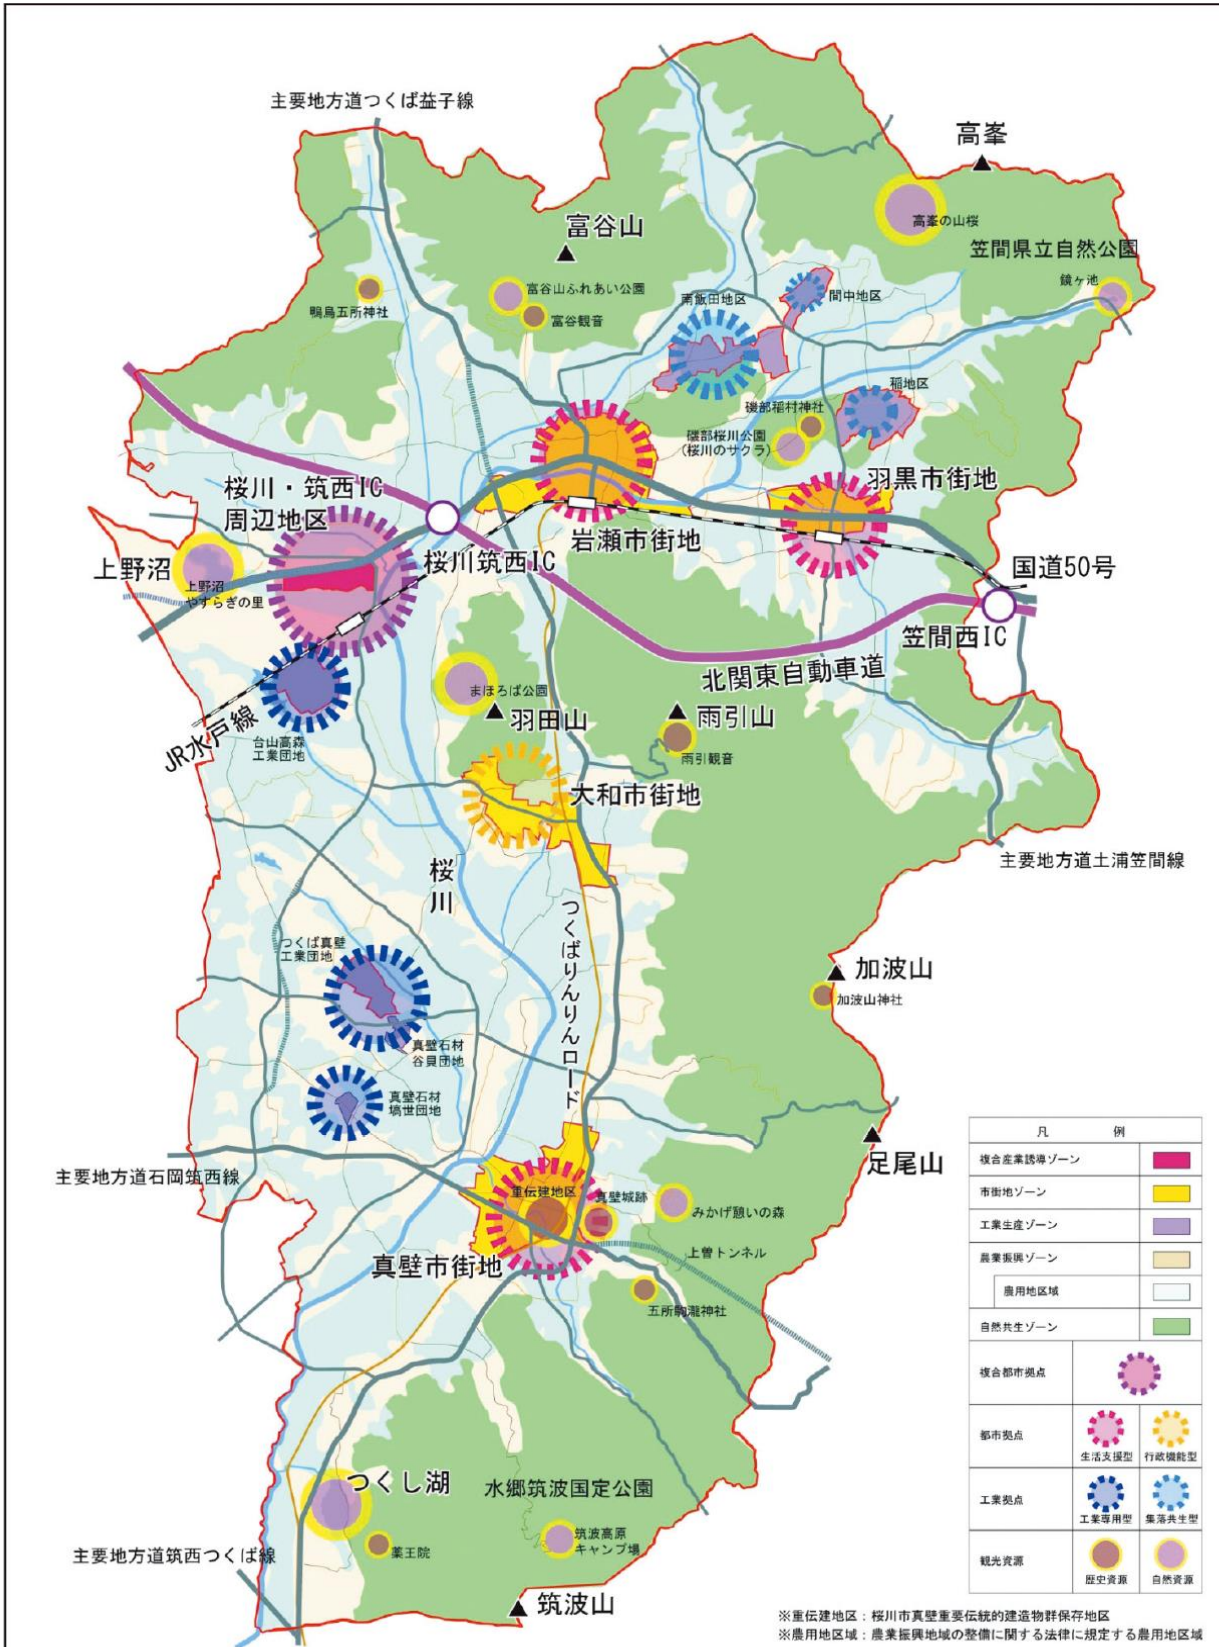 主要地方道つくば益子線
高峯
高峯の山桜
富谷山
笠間県立自然公園
鏡ヶ池
富谷山ふれあい公園
南飯田地区
間中地区
鴨鳥五所神社
富谷観音
稲地区
磯部稲村神社
磯部桜川公園
(桜川のサクラ)
羽黒市街地
桜川・筑西IC
周辺地区
岩瀬市街地
桜川筑西IC
上野沼
上野沼
やすらぎの里
国道50号
笠間西IC
北関東自動車道
まほろば公園
羽田山
雨引山
JR水戸線
台山高森
工業団地
雨引観音
大和市街地
主要地方道土浦笠間線
桜川
つくばりんりんロード
つくば真壁
工業団地
加波山
加波山神社
真壁石材
谷貝団地
真壁石材
塙世団地
足尾山
主要地方道石岡筑西線
重伝建地区
真壁城跡
みかげ憩いの森
上曽トンネル
真壁市街地
五所駒瀧神社
つくし湖
水郷筑波国定公園
筑波高原
キャンプ場
薬王院
主要地方道筑西つくば線
筑波山
凡例
複合産業誘導ゾーン
市街地ゾーン
工業生産ゾーン
農業振興ゾーン
農用地区域
自然共生ゾーン
複合都市拠点
都市拠点
生活支援型 行政機能型
工業拠点
工業専用型 集落共生型
観光資源
歴史資源 自然資源
※重伝建地区：桜川市真壁重要伝統的建造物群保存地区
※農用地区域：農業振興地域の整備に関する法律に規定する農用地区域